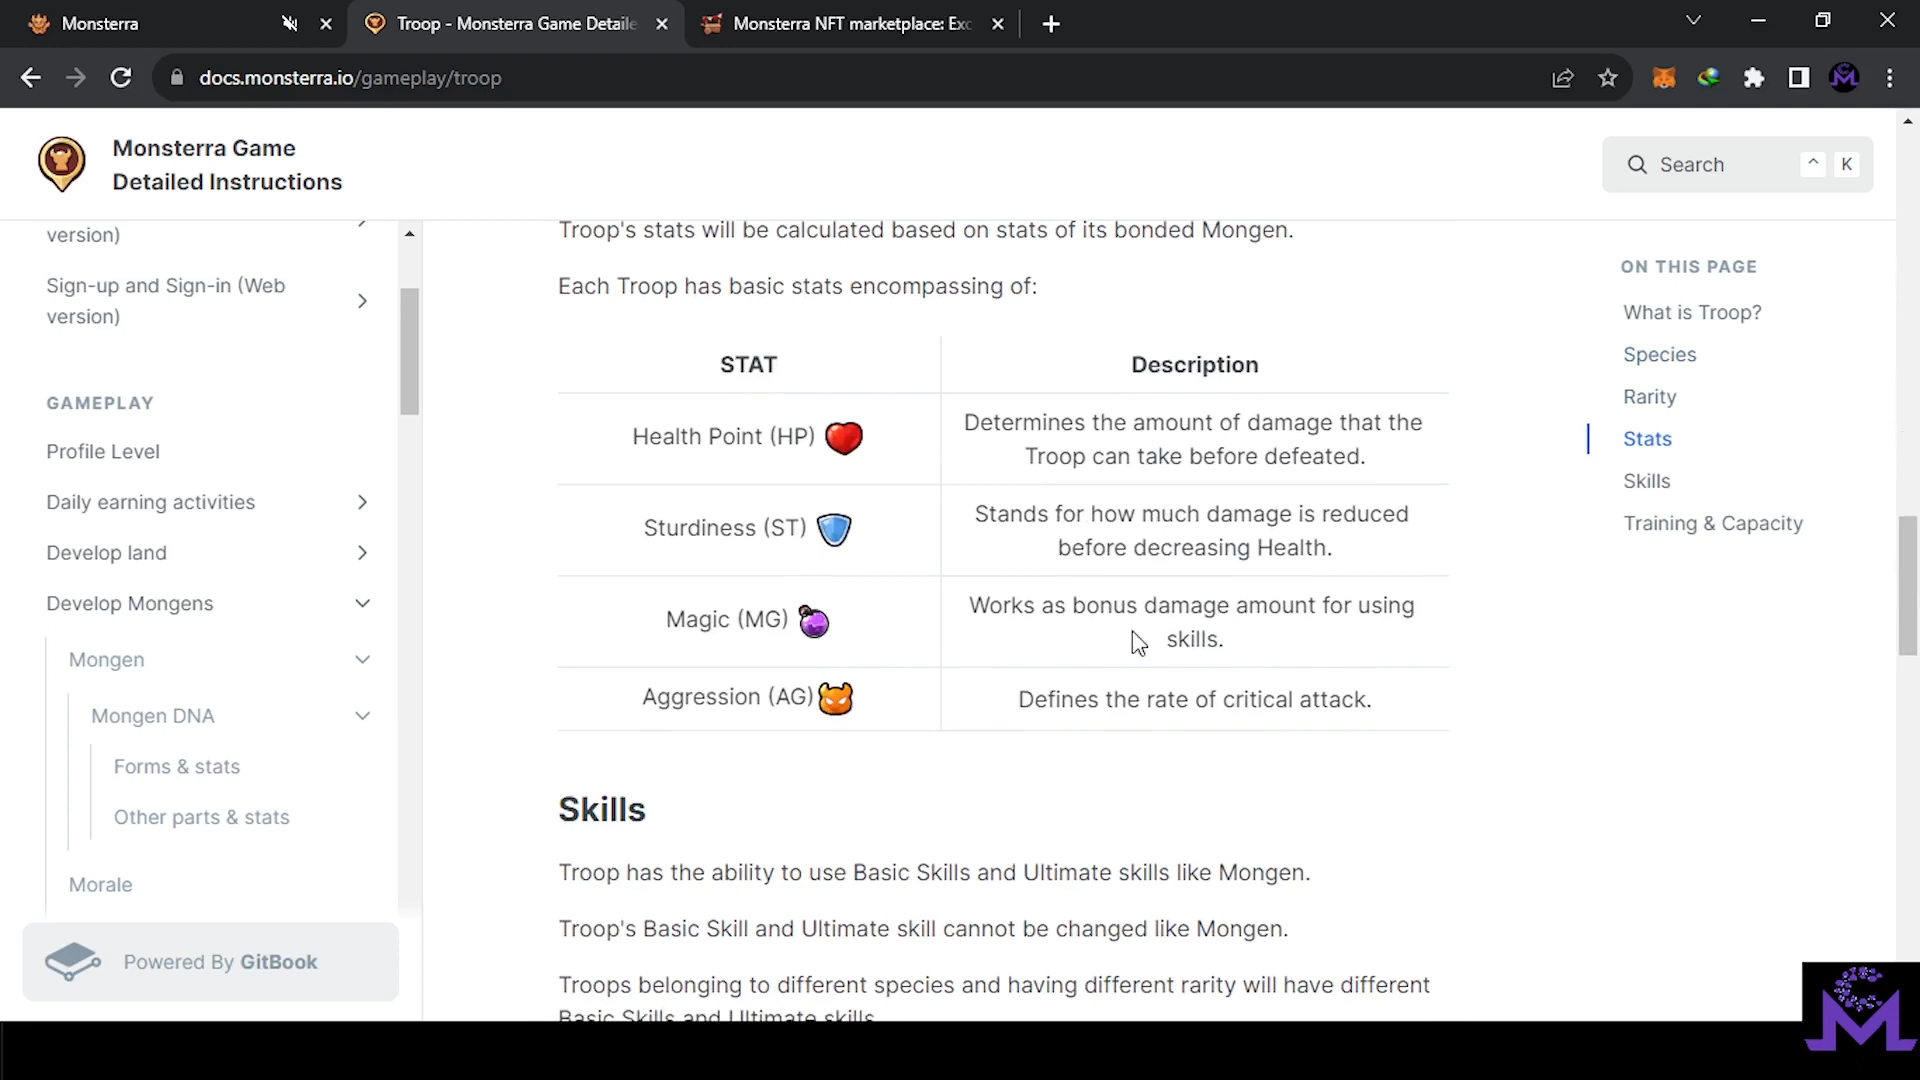 Monsterra
Troop - Monsterra Game Detaile
Monsterra NFT marketplace: Exc
docs.monsterra.io/gameplay/troop
Monsterra Game
Detailed Instructions
Search
^ K
version)
Sign-up and Sign-in (Web
version)
GAMEPLAY
Profile Level
Daily earning activities
Develop land
Develop Mongens
Mongen
Mongen DNA
Forms & stats
Other parts & stats
Morale
Powered By GitBook
Troop's stats will be calculated based on stats of its bonded Mongen.
Each Troop has basic stats encompassing of:
STAT
Description
Health Point (HP)
Determines the amount of damage that the
Troop can take before defeated.
Sturdiness (ST)
Stands for how much damage is reduced
before decreasing Health.
Magic (MG)
Works as bonus damage amount for using
skills.
Aggression (AG)
Defines the rate of critical attack.
Skills
Troop has the ability to use Basic Skills and Ultimate skills like Mongen.
Troop's Basic Skill and Ultimate skill cannot be changed like Mongen.
Troops belonging to different species and having different rarity will have different
Basic Skills and Ultimate skills
ON THIS PAGE
What is Troop?
Species
Rarity
Stats
Skills
Training & Capacity